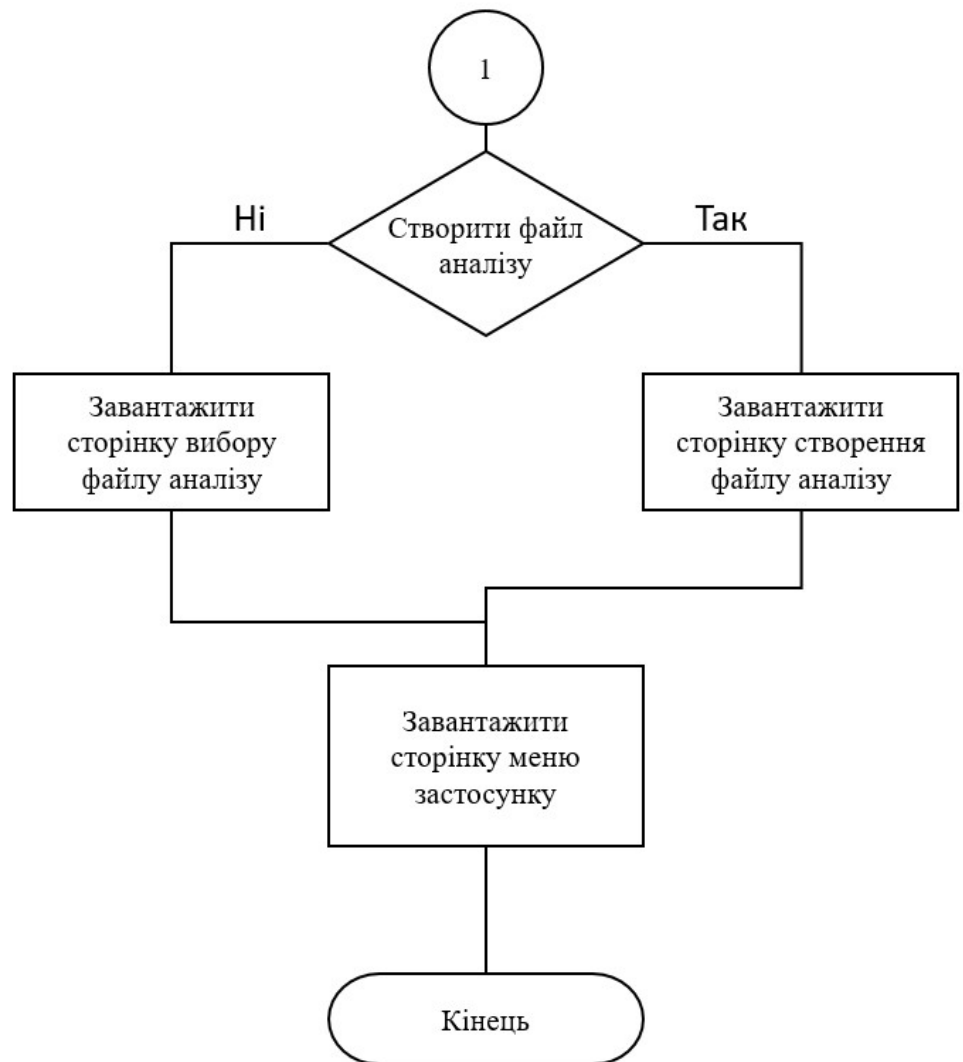 1
Створити файл
аналізу
Ні
Так
Завантажити
сторінку вибору
файлу аналізу
Завантажити
сторінку створення
файлу аналізу
Завантажити
сторінку меню
застосунку
Кінець